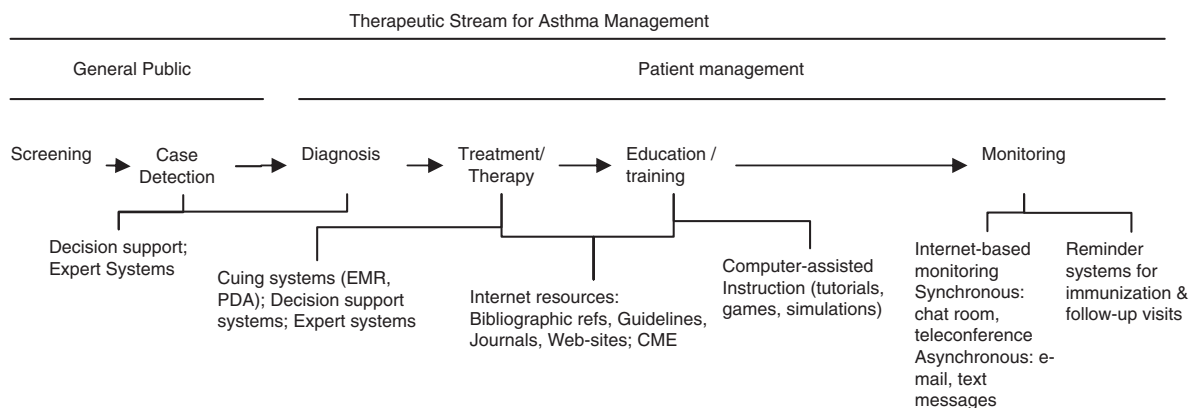 Therapeutic Stream for Asthma Management
General Public
Patient management
Screening
Case
Detection
Diagnosis
Treatment/
Therapy
Education /
training
Monitoring
Decision support;
Expert Systems
Cuing systems (EMR,
PDA); Decision support
systems; Expert systems
Internet resources:
Bibliographic refs, Guidelines,
Journals, Web-sites; CME
Computer-assisted
Instruction (tutorials,
games, simulations)
Internet-based
monitoring
Synchronous:
chat room,
teleconference
Asynchronous: e-
mail, text
messages
Reminder
systems for
immunization &
follow-up visits